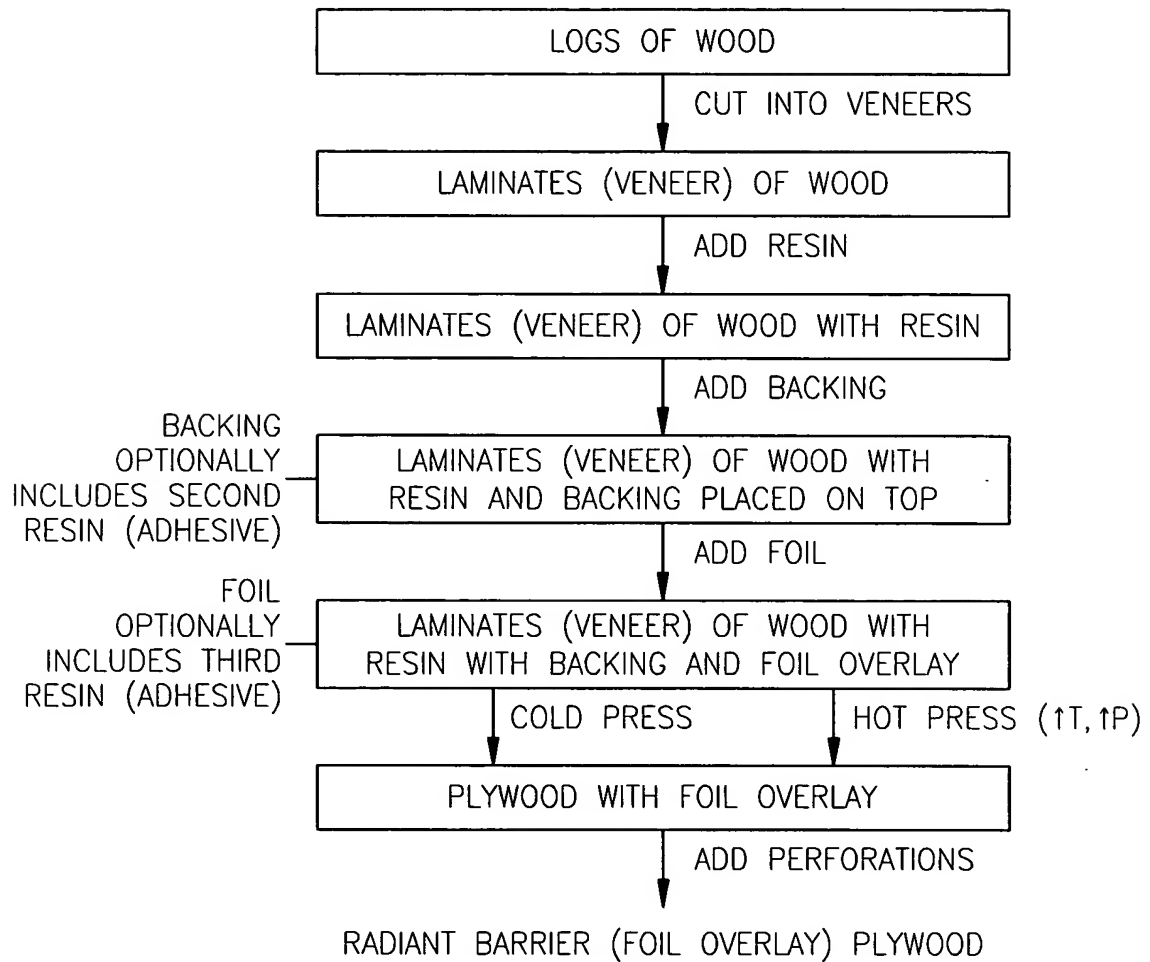 LOGS OF WOOD
CUT INTO VENEERS
LAMINATES (VENEER) OF WOOD
ADD RESIN
LAMINATES (VENEER) OF WOOD WITH RESIN
ADD BACKING
BACKING
OPTIONALLY
INCLUDES SECOND
RESIN (ADHESIVE)
LAMINATES (VENEER) OF WOOD WITH
RESIN AND BACKING PLACED ON TOP
ADD FOIL
FOIL
OPTIONALLY
INCLUDES THIRD
RESIN (ADHESIVE)
LAMINATES (VENEER) OF WOOD WITH
RESIN WITH BACKING AND FOIL OVERLAY
COLD PRESS
HOT PRESS (↑T,↑P)
PLYWOOD WITH FOIL OVERLAY
ADD PERFORATIONS
RADIANT BARRIER (FOIL OVERLAY) PLYWOOD